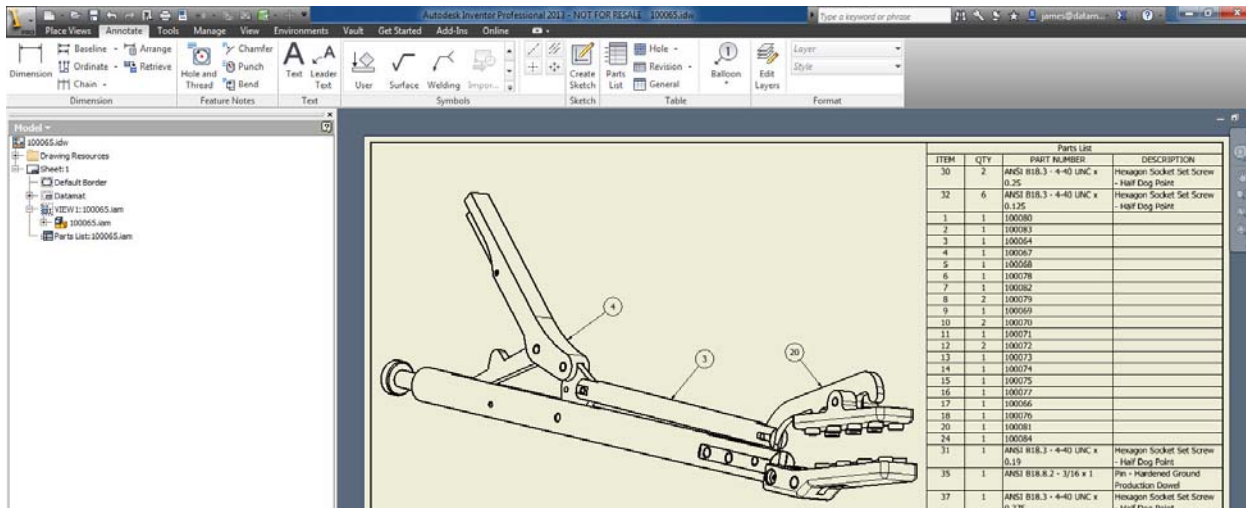 PRO
Autodesk Inventor Professional 2013 - NOT FOR RESALE 100065.idw
Type a keyword or phrase
james@datam...
Place Views Annotate Tools Manage View Environments Vault Get Started Add-Ins Online
Dimension
Baseline
Ordinate
Chain
Arrange
Retrieve
Dimension
Hole and Thread
Chamfer
Punch
Bend
Feature Notes
Text
Leader Text
Text
User
Surface
Welding
Impor...
Symbols
Create Sketch
Sketch
Parts List
Hole
Revision
General
Balloon
Table
Edit Layers
Layer
Style
Format
Model
100065.idw
Drawing Resources
Sheet:1
Default Border
Datamat
VIEW1:100065.iam
100065.iam
Parts List:100065.iam
4
3
20
Parts List
ITEM QTY PART NUMBER DESCRIPTION
30 2 ANSI B18.3 - 4-40 UNC x 0.25 Hexagon Socket Set Screw - Half Dog Point
32 6 ANSI B18.3 - 4-40 UNC x 0.125 Hexagon Socket Set Screw - Half Dog Point
1 1 100080
2 1 100083
3 1 100064
4 1 100067
5 1 100068
6 1 100078
7 1 100082
8 2 100079
9 1 100069
10 2 100070
11 1 100071
12 2 100072
13 1 100073
14 1 100074
15 1 100075
16 1 100077
17 1 100066
18 1 100076
20 1 100081
24 1 100084
31 1 ANSI B18.3 - 4-40 UNC x 0.19 Hexagon Socket Set Screw - Half Dog Point
35 1 ANSI B18.8.2 - 3/16 x 1 Pin - Hardened Ground Production Dowel
37 1 ANSI B18.3 - 4-40 UNC x Hexagon Socket Set Screw